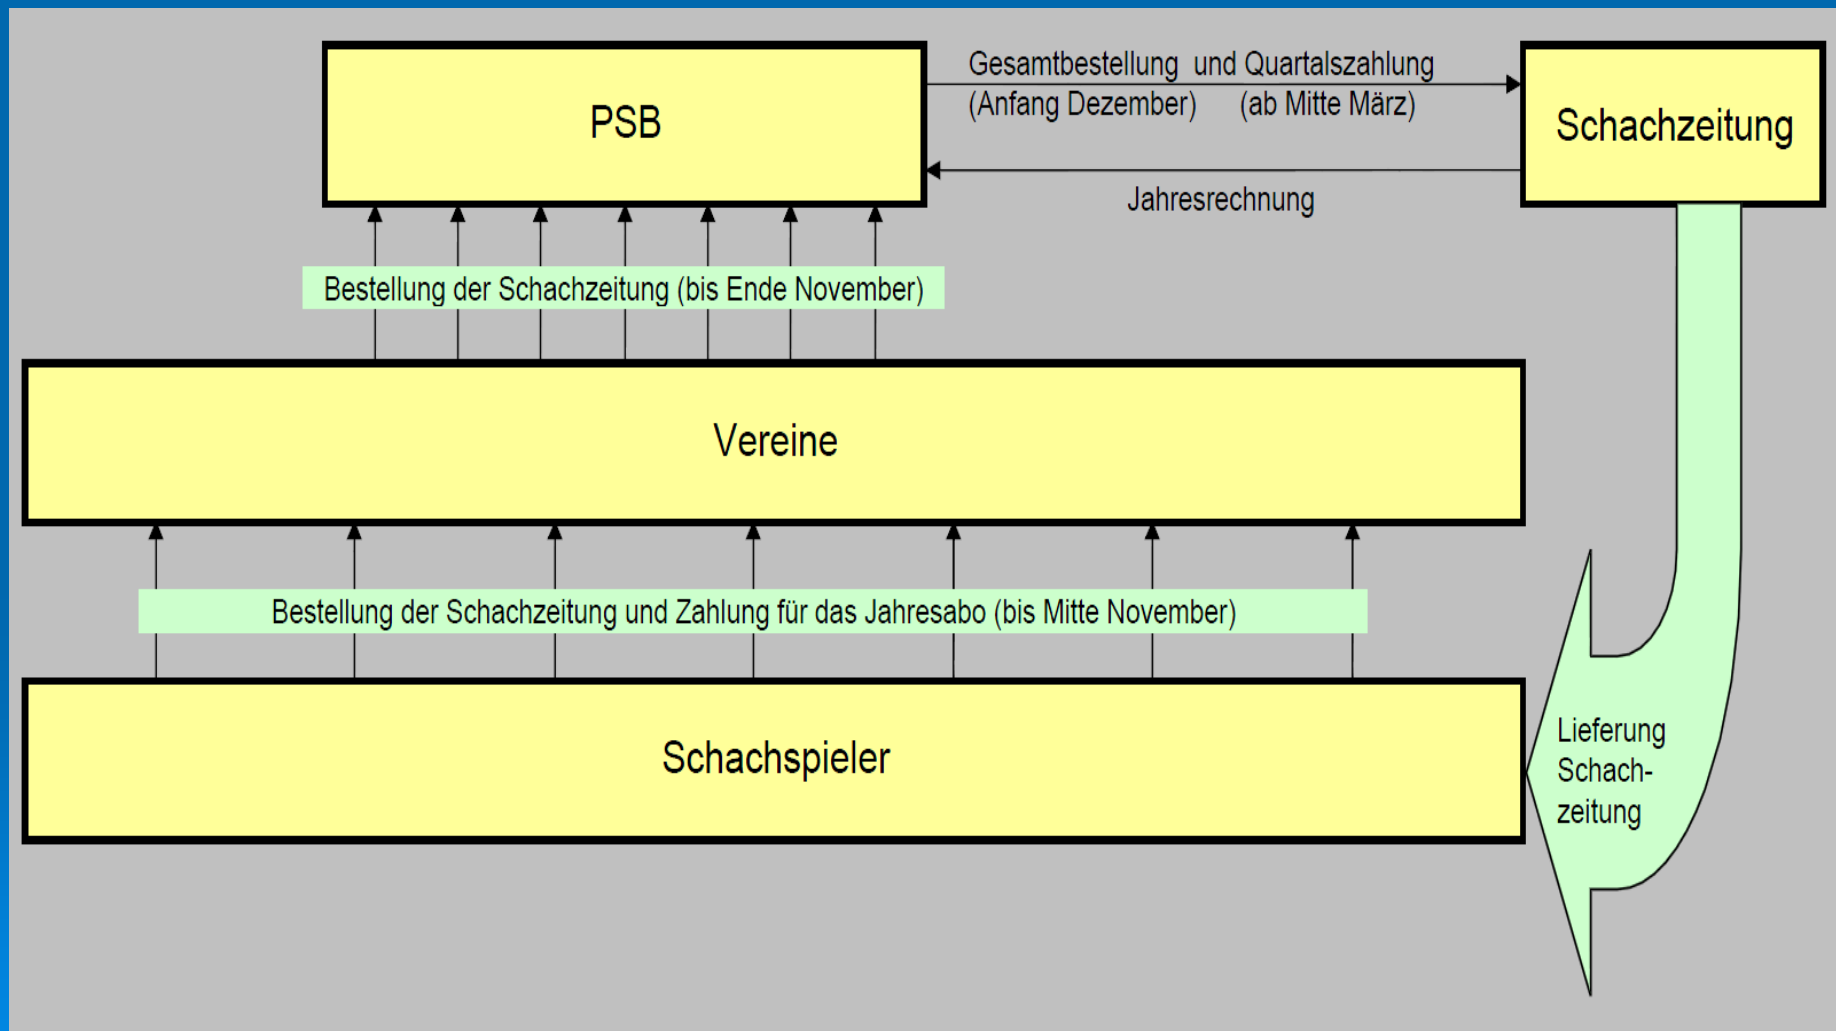 PSB
Gesamtbestellung und Quartalszahlung
(Anfang Dezember) (ab Mitte März)
Schachzeitung
Jahresrechnung
Bestellung der Schachzeitung (bis Ende November)
Vereine
Bestellung der Schachzeitung und Zahlung für das Jahresabo (bis Mitte November)
Schachspieler
Lieferung
Schach-
zeitung